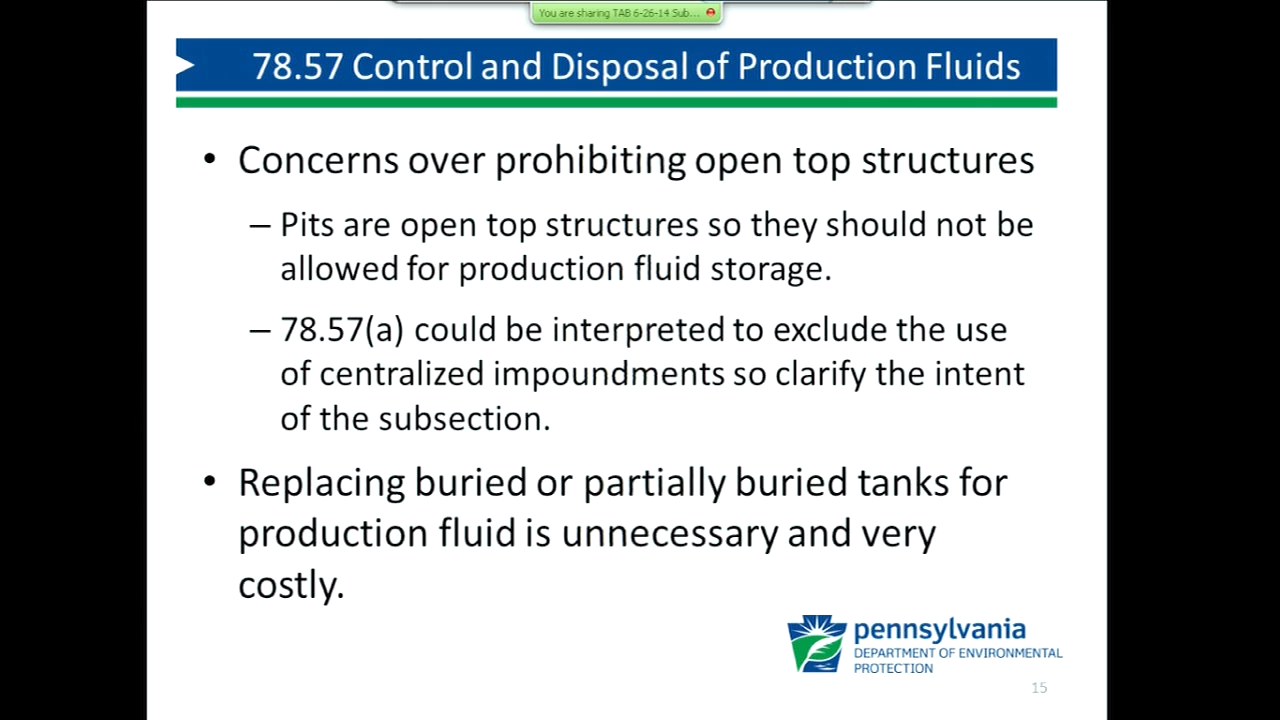 You are sharing TAB 6-26-14 Sub...
78.57 Control and Disposal of Production Fluids
• Concerns over prohibiting open top structures
– Pits are open top structures so they should not be
allowed for production fluid storage.
– 78.57(a) could be interpreted to exclude the use
of centralized impoundments so clarify the intent
of the subsection.
• Replacing buried or partially buried tanks for
production fluid is unnecessary and very
costly.
pennsylvania
DEPARTMENT OF ENVIRONMENTAL
PROTECTION
15